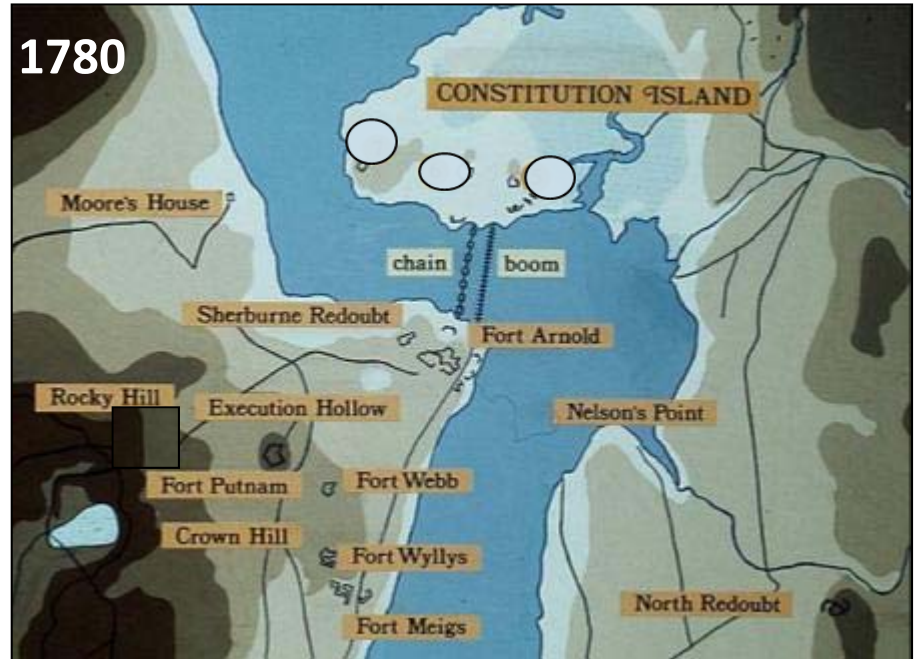 1780
CONSTITUTION ISLAND
Moore's House
chain
boom
Sherburne Redoubt
Fort Arnold
Rocky Hill
Execution Hollow
Nelson's Point
Fort Putnam
Fort Webb
Crown Hill
Fort Wyllys
North Redoubt
Fort Meigs